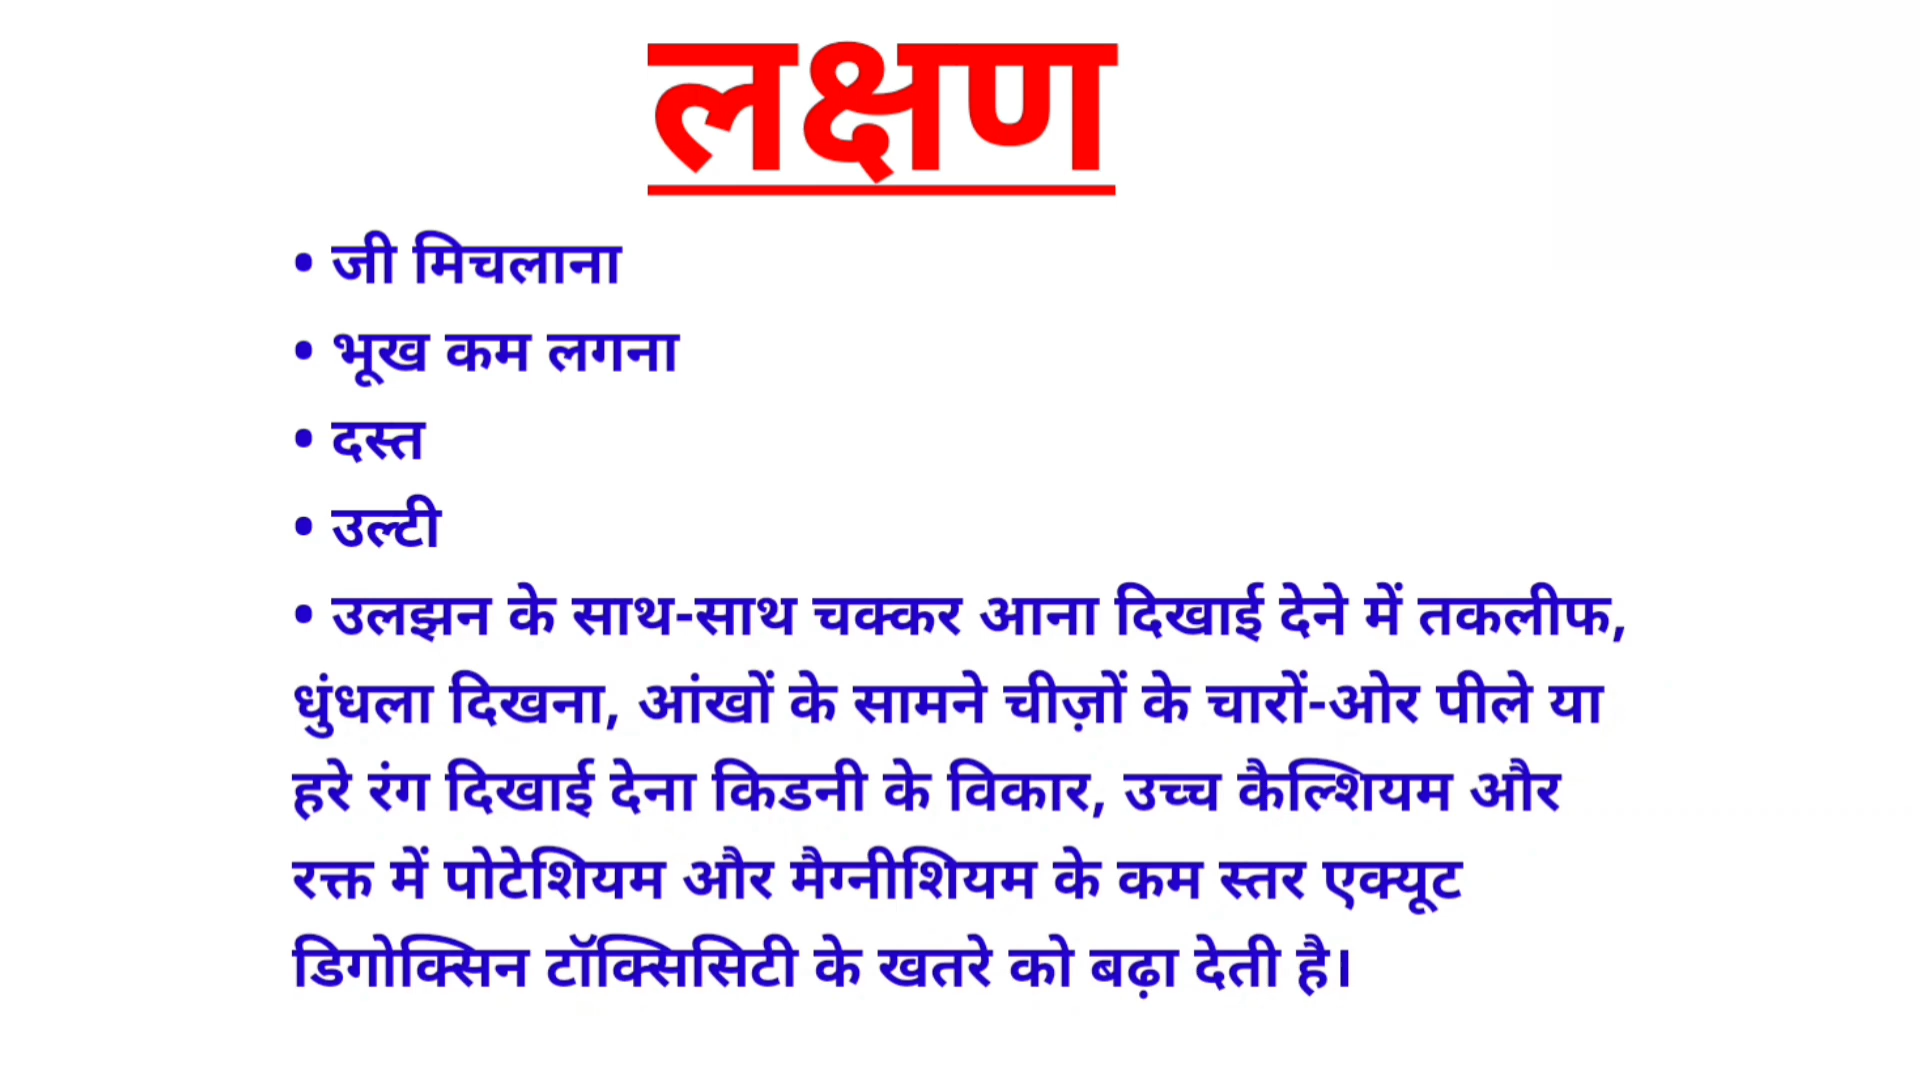 लक्षण
• जी मिचलाना
• भूख कम लगना
• दस्त
• उल्टी
• उलझन के साथ-साथ चक्कर आना दिखाई देने में तकलीफ,
धुंधला दिखना, आंखों के सामने चीज़ों के चारों-ओर पीले या
हरे रंग दिखाई देना किडनी के विकार, उच्च कैल्शियम और
रक्त में पोटेशियम और मैग्नीशियम के कम स्तर एक्यूट
डिगोक्सिन टॉक्सिसिटी के खतरे को बढ़ा देती है।